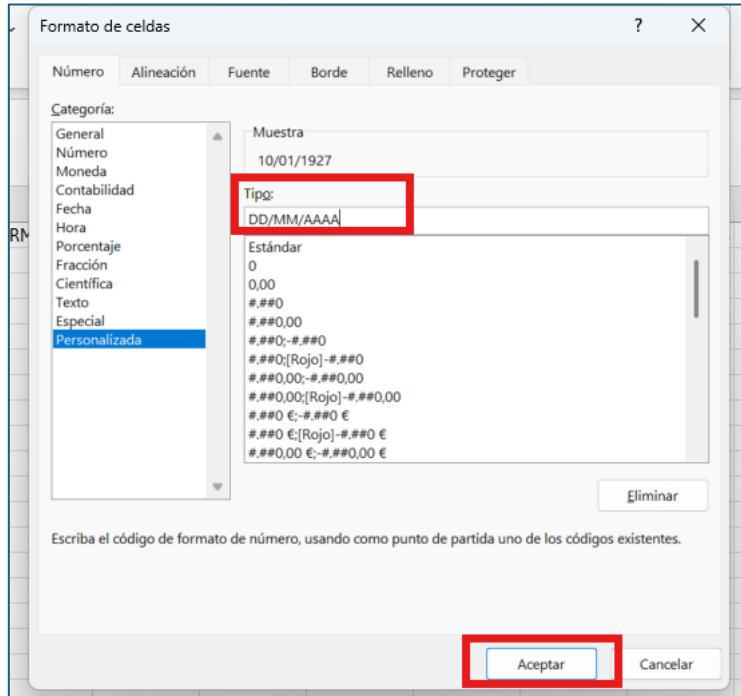 Formato de celdas ? ×
Número Alineación Fuente Borde Relleno Proteger
Categoría:
General
Número
Moneda
Contabilidad
Fecha
Hora
Porcentaje
Fracción
Científica
Texto
Especial
Personalizada
Muestra
10/01/1927
Tipo:
DD/MM/AAAA
Estándar
0
0,00
#.##0
#.##0,00
#.##0;-#.##0
#.##0;[Rojo]-#.##0
#.##0,00;-#.##0,00
#.##0,00;[Rojo]-#.##0,00
#.##0 €;-#.##0 €
#.##0 €;[Rojo]-#.##0 €
#.##0,00 €;-#.##0,00 €
Eliminar
Escriba el código de formato de número, usando como punto de partida uno de los códigos existentes.
Aceptar Cancelar